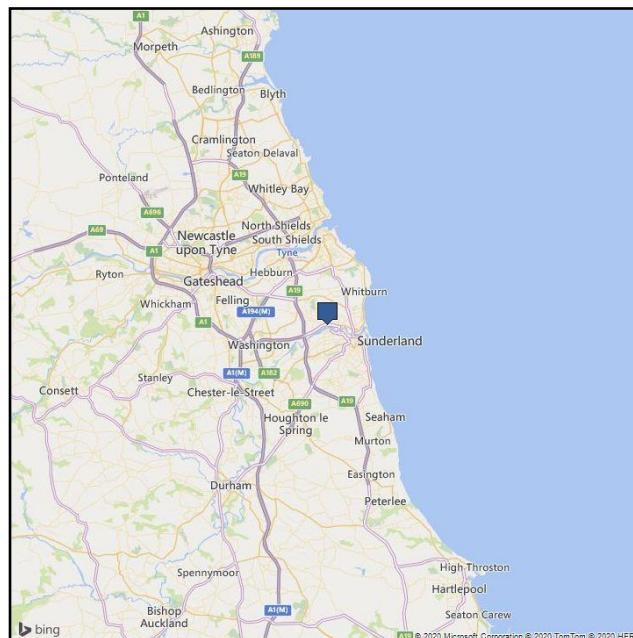 A1
Ashington
Morpeth
A189
Bedlington
Blyth
Cramlington
Seaton Delaval
A19
Ponteland
Whitley Bay
A696
North Shields
A69
Newcastle
upon Tyne
South Shields
A1
Tyne
Ryton
Hebburn
Gateshead
A19
Whitburn
Whickham
Felling
A194(M)
A1
Sunderland
Washington
A1(M)
A182
Stanley
Consett
Chester-le-Street
A690
A19
Seaham
Houghton le
Spring
Murton
Easington
Durham
Peterlee
High Throston
Spennymoor
Hartlepool
Bishop
Auckland
A1(M)
Seaton Carew
bing
A19
© 2020 Microsoft Corporation © 2020 TomTom © 2020 HERE